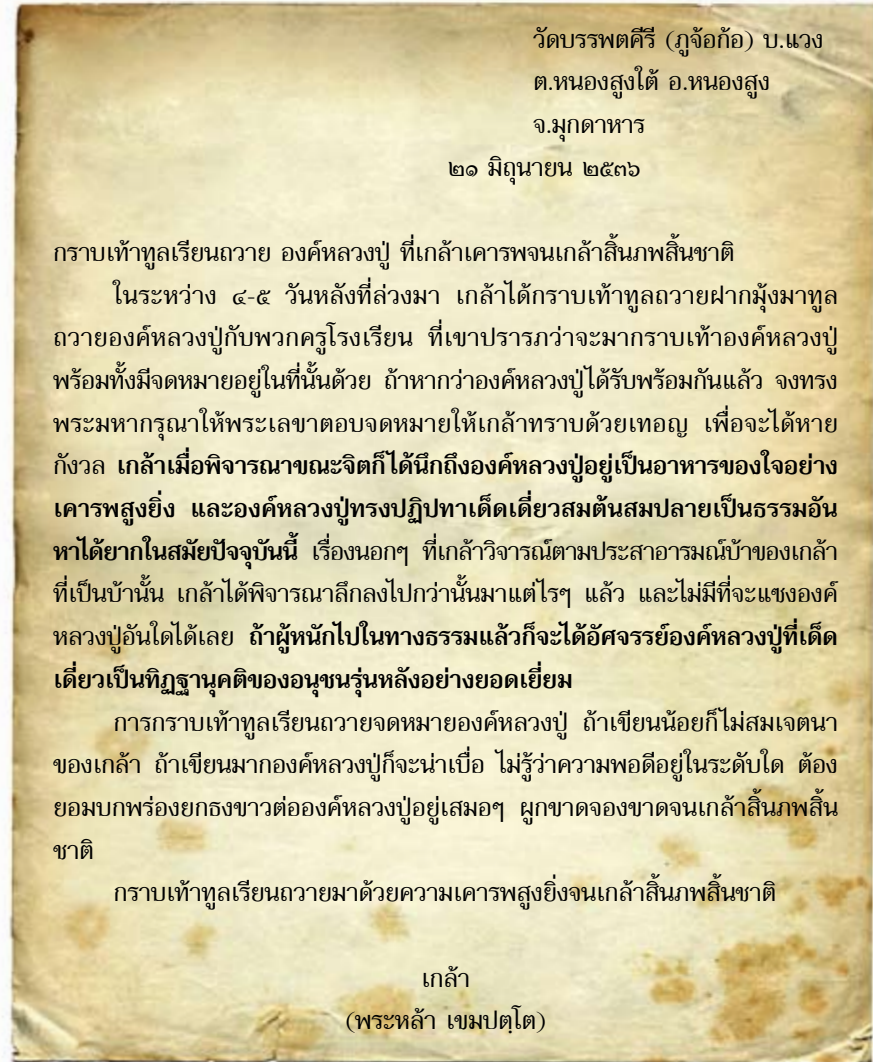 วัดบรรพตคีรี (ภูจ้อก้อ) บ.แวง
ต.หนองสูงใต้ อ.หนองสูง
จ.มุกดาหาร
๒๑ มิถุนายน ๒๕๓๖
กราบเท้าทูลเรียนถวาย องค์หลวงปู่ ที่เกล้าเคารพจนเกล้าสิ้นภพสิ้นชาติ
ในระหว่าง ๔-๕ วันหลังที่ล่วงมา เกล้าได้กราบเท้าทูลถวายฝากมุ้งมาทูล
ถวายองค์หลวงปู่กับพวกครูโรงเรียน ที่เขาปรารภว่าจะมากราบเท้าองค์หลวงปู่
พร้อมทั้งมีจดหมายอยู่ในที่นั้นด้วย ถ้าหากว่าองค์หลวงปู่ได้รับพร้อมกันแล้ว จงทรง
พระมหากรุณาให้พระเลขาตอบจดหมายให้เกล้าทราบด้วยเทอญ เพื่อจะได้หาย
กังวล เกล้าเมื่อพิจารณาขณะจิตก็ได้นึกถึงองค์หลวงปู่อยู่เป็นอาหารของใจอย่าง
เคารพสูงยิ่ง และองค์หลวงปู่ทรงปฏิปทาเด็ดเดี่ยวสมต้นสมปลายเป็นธรรมอัน
หาได้ยากในสมัยปัจจุบันนี้ เรื่องนอกๆ ที่เกล้าวิจารณ์ตามประสาอารมณ์บ้าของเกล้า
ที่เป็นบ้านั้น เกล้าได้พิจารณาลึกลงไปกว่านั้นมาแต่ไรๆ แล้ว และไม่มีที่จะแซงองค์
หลวงปู่อันใดได้เลย ถ้าผู้หนักไปในทางธรรมแล้วก็จะได้อัศจรรย์องค์หลวงปู่ที่เด็ด
เดี่ยวเป็นทิฏฐานุคติของอนุชนรุ่นหลังอย่างยอดเยี่ยม
การกราบเท้าทูลเรียนถวายจดหมายองค์หลวงปู่ ถ้าเขียนน้อยก็ไม่สมเจตนา
ของเกล้า ถ้าเขียนมากองค์หลวงปู่ก็จะน่าเบื่อ ไม่รู้ว่าความพอดีอยู่ในระดับใด ต้อง
ยอมบกพร่องยกธงขาวต่อองค์หลวงปู่อยู่เสมอๆ ผูกขาดจองขาดจนเกล้าสิ้นภพสิ้น
ชาติ
กราบเท้าทูลเรียนถวายมาด้วยความเคารพสูงยิ่งจนเกล้าสิ้นภพสิ้นชาติ
เกล้า
(พระหล้า เขมปตฺโต)